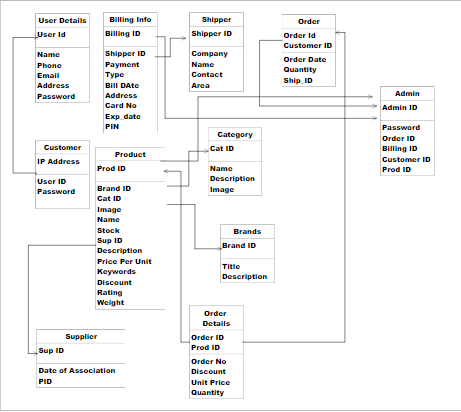 User Details
User Id
Name
Phone
Email
Address
Password
Billing Info
Billing ID
Shipper ID
Payment
Type
Bill DAte
Address
Card No
Exp_date
PIN
Shipper
Shipper ID
Company
Name
Contact
Area
Order
Order Id
Customer ID
Order Date
Quantity
Ship_ID
Admin
Admin ID
Password
Order ID
Billing ID
Customer ID
Prod ID
Customer
IP Address
User ID
Password
Product
Prod ID
Brand ID
Cat ID
Image
Name
Stock
Sup ID
Description
Price Per Unit
Keywords
Discount
Rating
Weight
Category
Cat ID
Name
Description
Image
Brands
Brand ID
Title
Description
Supplier
Sup ID
Date of Association
PID
Order
Details
Order ID
Prod ID
Order No
Discount
Unit Price
Quantity